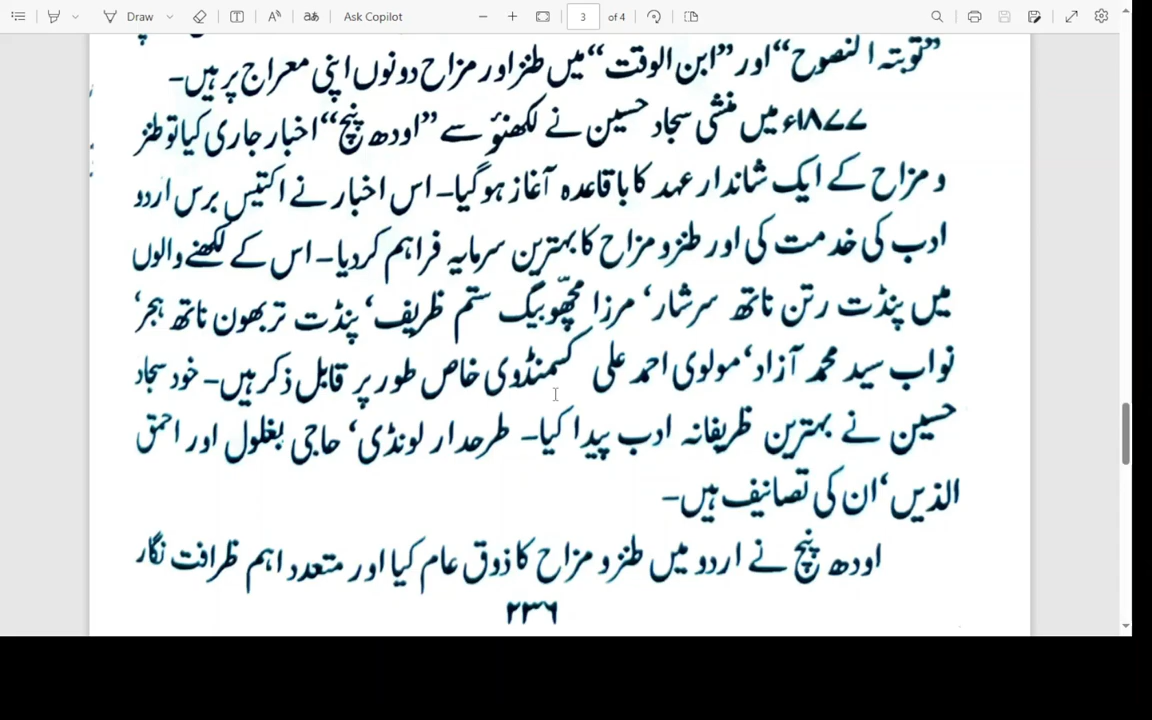 Draw
Ask Copilot
3 of 4
”توبتہ النصوح“ اور ”ابن الوقت“ میں طنز اور مزاح دونوں اپنی معراج پر ہیں۔
۱۸۷۷ء میں منشی سجاد حسین نے لکھنؤ سے ”اودھ پنچ“ اخبار جاری کیا تو طنز
و مزاح کے ایک شاندار عہد کا باقاعدہ آغاز ہوگیا۔ اس اخبار نے اکتیس برس اردو
ادب کی خدمت کی اور طنز و مزاح کا بہترین سرمایہ فراہم کردیا۔ اس کے لکھنے والوں
میں پنڈت رتن ناتھ سرشار‘ مرزا مچھّو بیگ ستم ظریف‘ پنڈت تربھون ناتھ ہجر‘
نواب سید محمد آزاد‘ مولوی احمد علی کسمنڈوی خاص طور پر قابل ذکر ہیں۔ خود سجاد
حسین نے بہترین ظریفانہ ادب پیدا کیا۔ طرحدار لونڈی‘ حاجی بغلول اور احمق
الذیں‘ ان کی تصانیف ہیں۔
اودھ پنچ نے اردو میں طنز و مزاح کا ذوق عام کیا اور متعدد اہم ظرافت نگار
۲۳۶